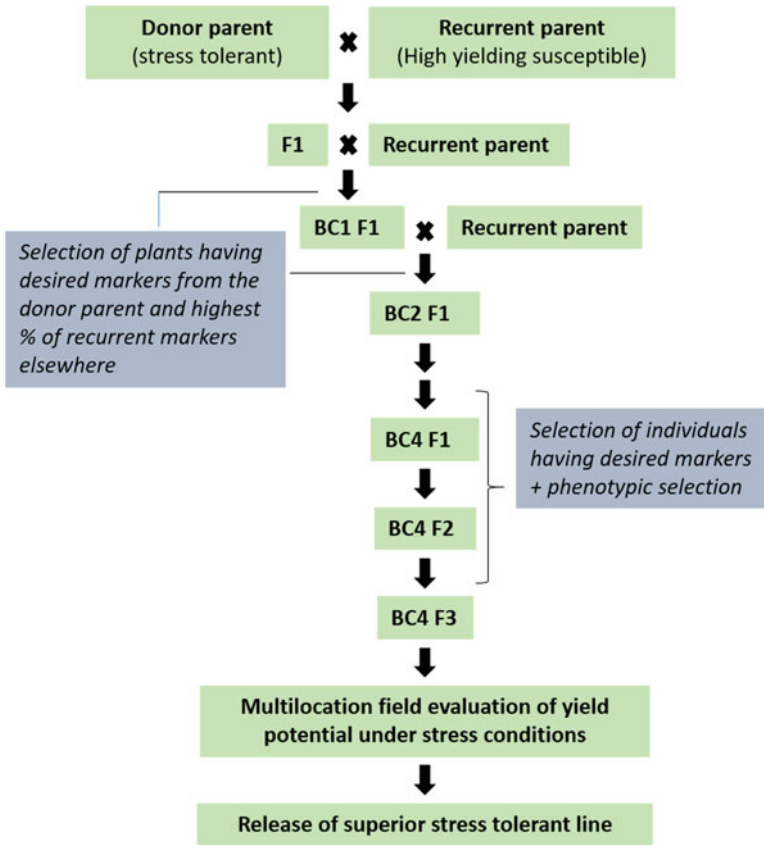 Donor parent
(stress tolerant)
✖
Recurrent parent
(High yielding susceptible)
F1 ✖ Recurrent parent
BC1 F1 ✖ Recurrent parent
Selection of plants having
desired markers from the
donor parent and highest
% of recurrent markers
elsewhere
BC2 F1
BC4 F1
Selection of individuals
having desired markers
+ phenotypic selection
BC4 F2
BC4 F3
Multilocation field evaluation of yield
potential under stress conditions
Release of superior stress tolerant line